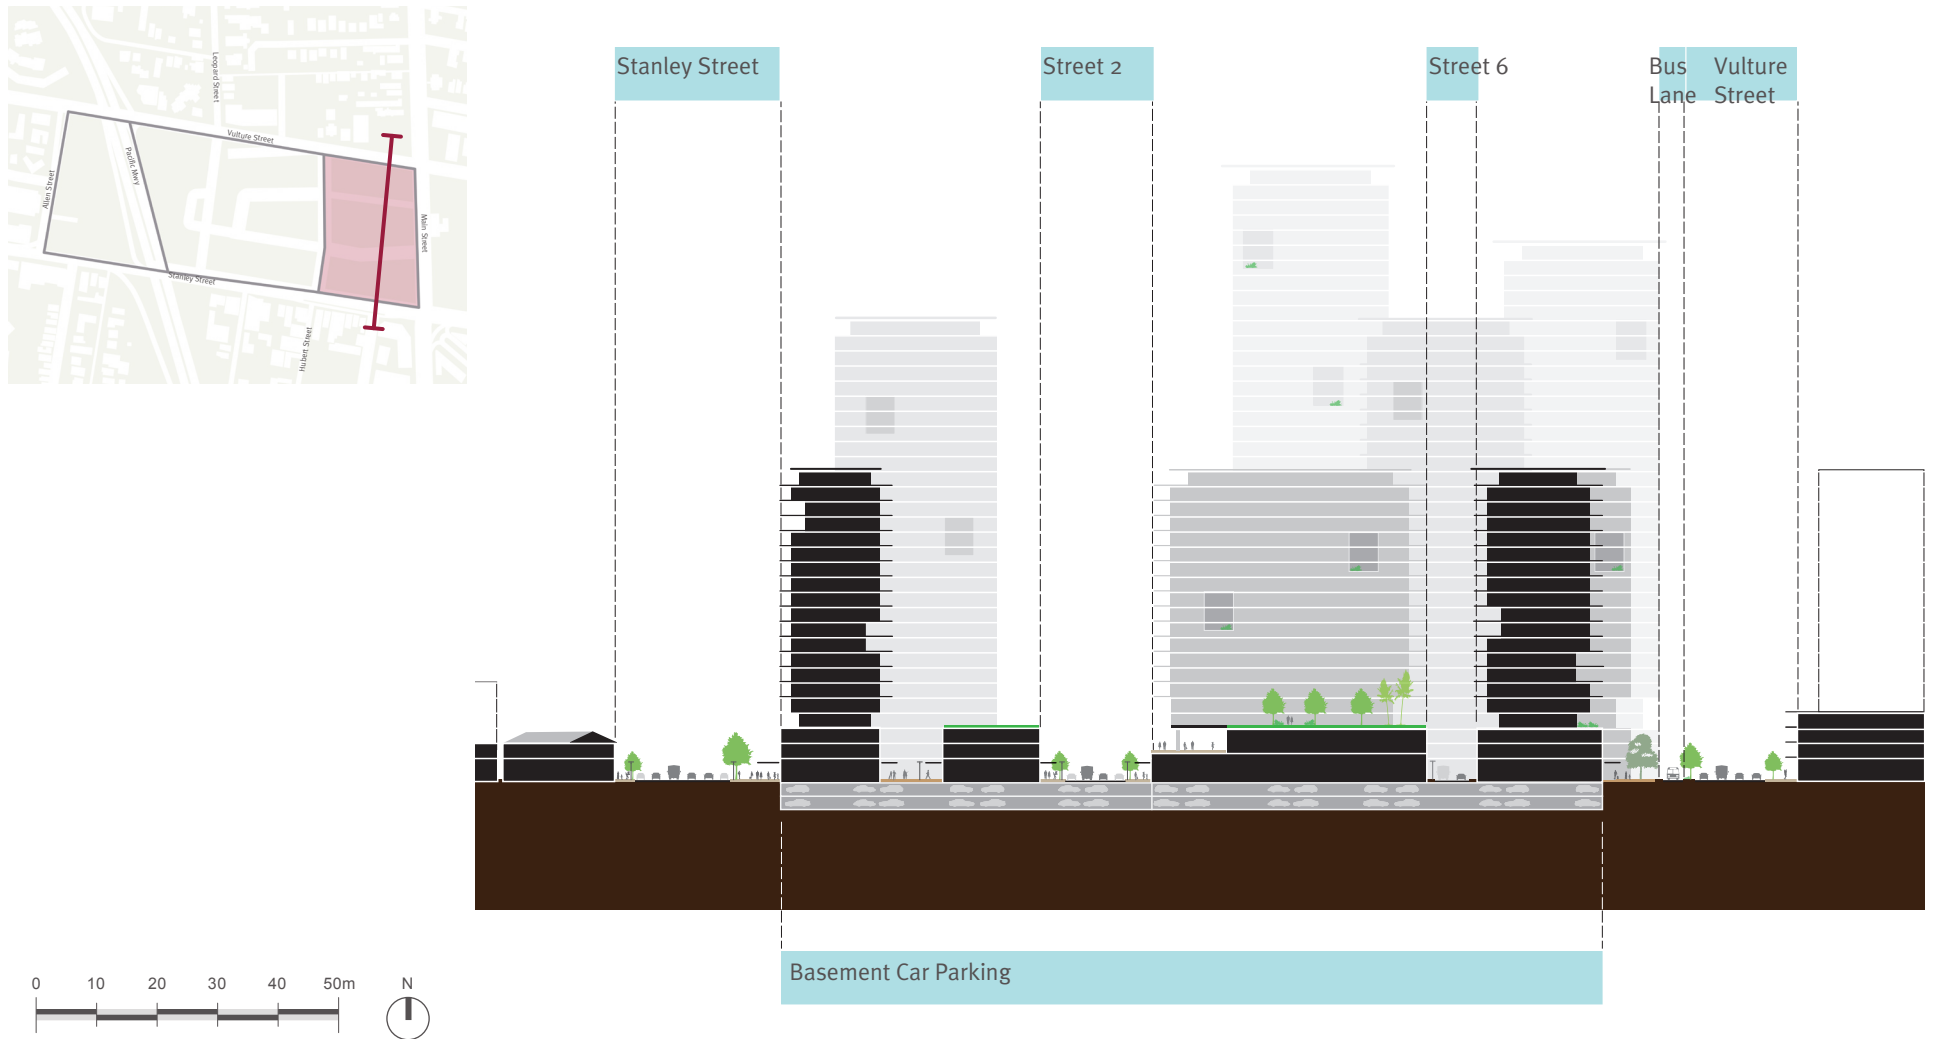 Leopard Street
Vulture Street
Pacific Mwy
Allen Street
Main Street
Stanley Street
Hubert Street
Stanley Street
Street 2
Street 6
Bus
Lane
Vulture
Street
Basement Car Parking
0 10 20 30 40 50m
N